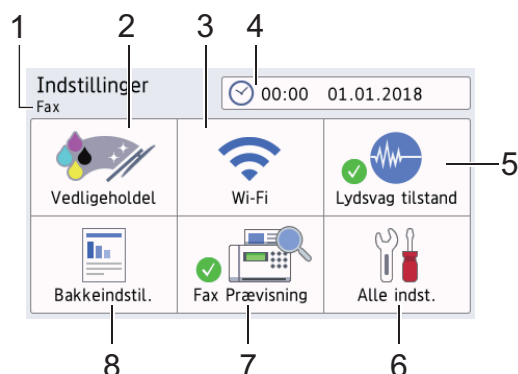 1 2 3 4
Indstillinger
Fax
00:00 01.01.2018
Vedligeholdel Wi-Fi Lydsvag tilstand
5
Bakkeindstil. Fax Prævisning Alle indst.
8 7 6